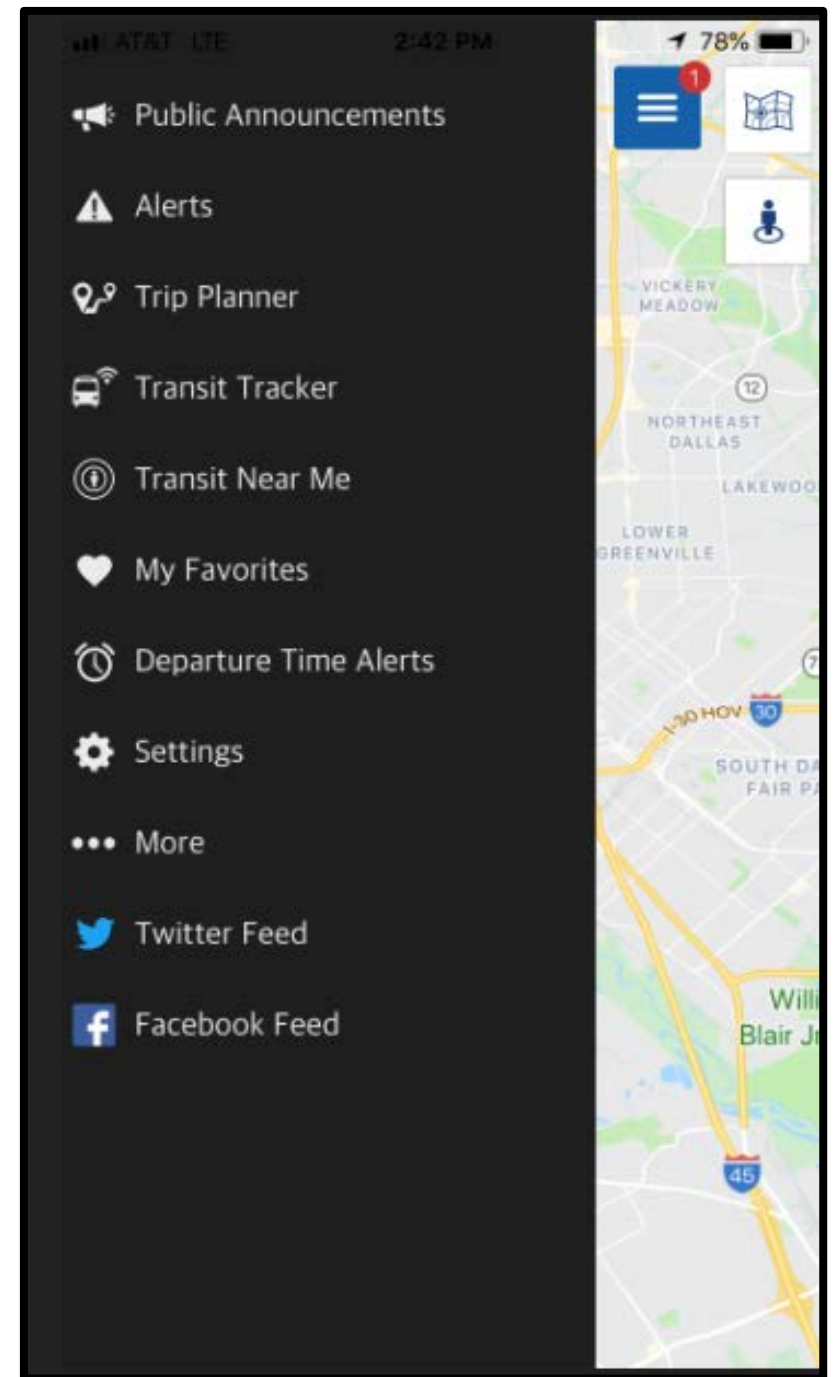 AT&T LTE 2:42 PM 78%
1
Public Announcements
Alerts
Trip Planner
Transit Tracker
Transit Near Me
My Favorites
Departure Time Alerts
Settings
More
Twitter Feed
Facebook Feed
VICKERY
MEADOW
12
NORTHEAST
DALLAS
LAKEWOO
LOWER
GREENVILLE
7
I-30 HOV 30
SOUTH DA
FAIR PA
Willi
Blair Jr
45